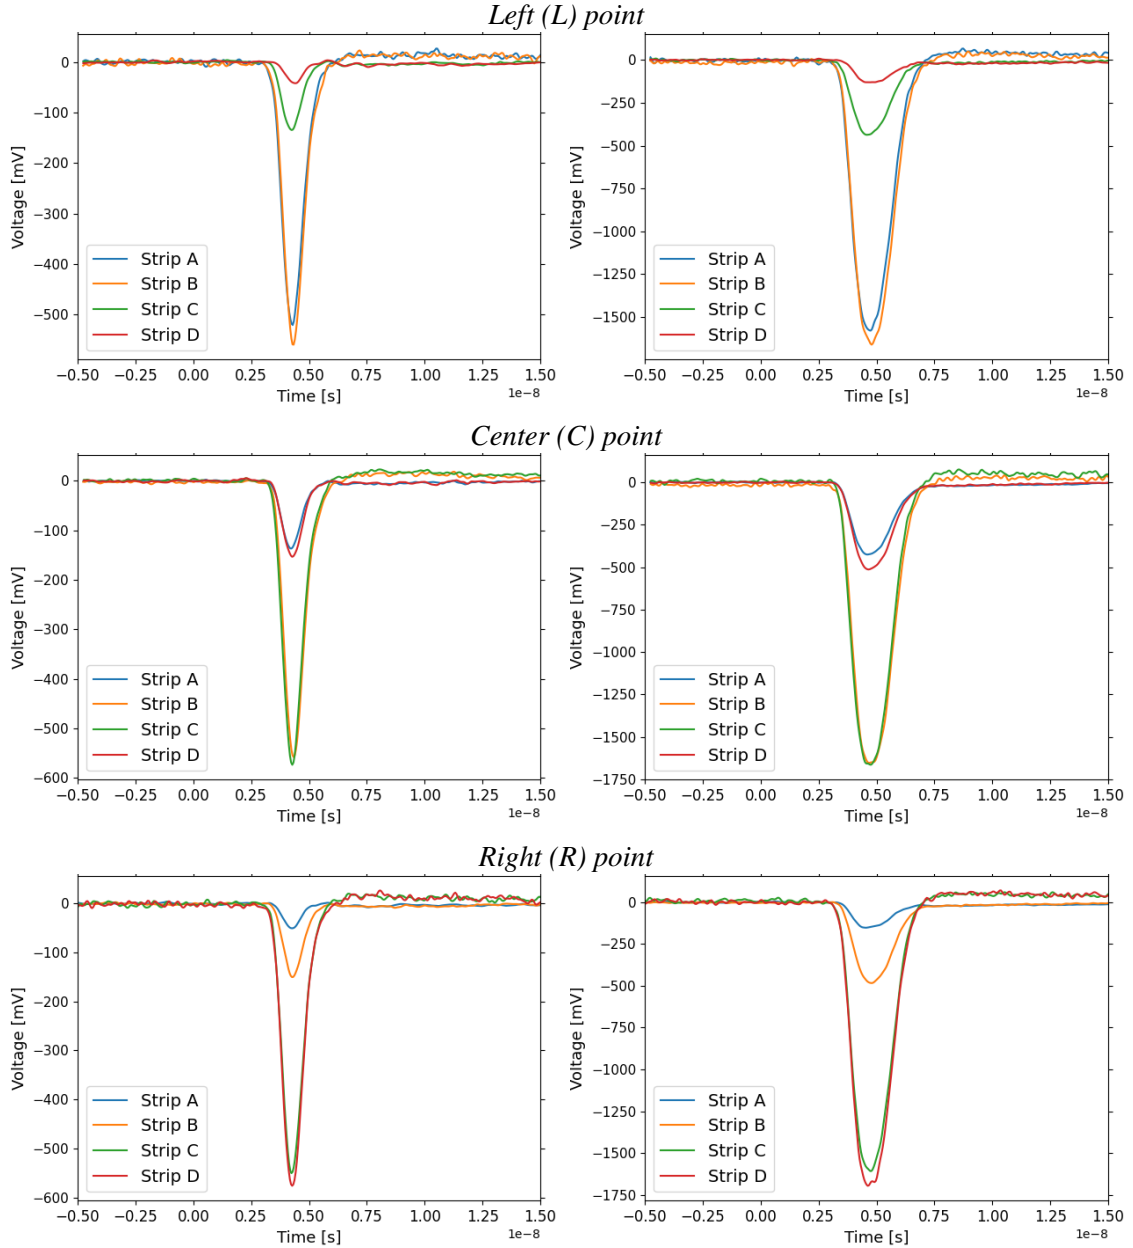 Left (L) point
0
−100
−200
−300
−400
−500
Voltage [mV]
Strip A
Strip B
Strip C
Strip D
−0.5 0.0 0.00 0.25 0.50 0.75 1.00 1.25 1.50
Time [s]
1e−8
0
−250
−500
−750
−1000
−1250
−1500
Voltage [mV]
Strip A
Strip B
Strip C
Strip D
−0.50 −0.25 0.00 0.25 0.50 0.75 1.00 1.25 1.50
Time [s]
1e−8
Center (C) point
0
−100
−200
−300
−400
−500
−600
Voltage [mV]
Strip A
Strip B
Strip C
Strip D
−0.50 −0.25 0.00 0.25 0.50 0.75 1.00 1.25 1.50
Time [s]
1e−8
0
−250
−500
−750
−1000
−1250
−1500
−1750
Voltage [mV]
Strip A
Strip B
Strip C
Strip D
−0.50 −0.25 0.00 0.25 0.50 0.75 1.00 1.25 1.50
Time [s]
1e−8
Right (R) point
0
−100
−200
−300
−400
−500
−600
Voltage [mV]
Strip A
Strip B
Strip C
Strip D
−0.50 −0.25 0.00 0.25 0.50 0.75 1.00 1.25 1.50
Time [s]
1e−8
0
−250
−500
−750
−1000
−1250
−1500
−1750
Voltage [mV]
Strip A
Strip B
Strip C
Strip D
−0.50 −0.25 0.00 0.25 0.50 0.75 1.00 1.25 1.50
Time [s]
1e−8